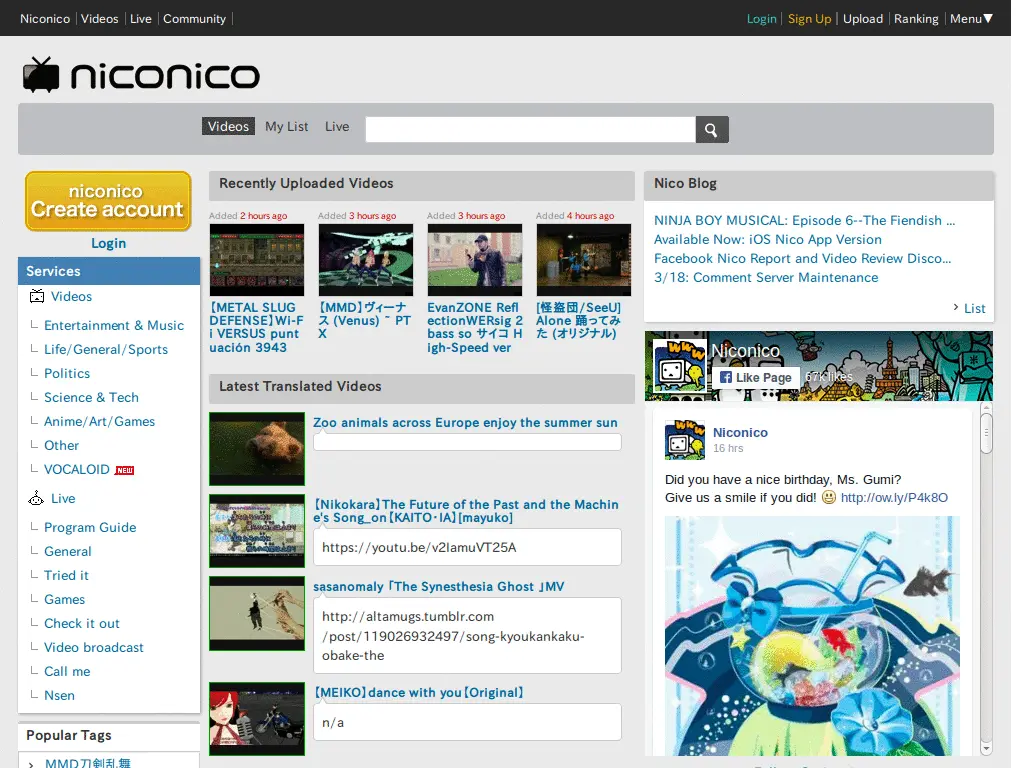 Niconico Videos Live Community
Login Sign Up Upload Ranking Menu▼
niconico
Videos My List Live
niconico
Create account
Login
Services
Videos
Entertainment & Music
Life/General/Sports
Politics
Science & Tech
Anime/Art/Games
Other
VOCALOID NEW
Live
Program Guide
General
Tried it
Games
Check it out
Video broadcast
Call me
Nsen
Popular Tags
MMD刀剣乱舞
Recently Uploaded Videos
Added 2 hours ago
【METAL SLUG
DEFENSE】Wi-F
i VERSUS punt
uación 3943
Added 3 hours ago
【MMD】ヴィーナ
ス (Venus) ~ PT
X
Added 3 hours ago
EvanZONE Refl
ectionWERsig 2
bass so サイコ H
igh-Speed ver
Added 4 hours ago
[怪盗団/SeeU]
Alone 踊ってみ
た (オリジナル)
Latest Translated Videos
Zoo animals across Europe enjoy the summer sun
【Nikokara】The Future of the Past and the Machin
e's Song_on【KAITO･IA】[mayuko]
https://youtu.be/v2IamuVT25A
sasanomaly 「The Synesthesia Ghost 」MV
http://altamugs.tumblr.com
/post/119026932497/song-kyoukankaku-
obake-the
【MEIKO】dance with you【Original】
n/a
Nico Blog
NINJA BOY MUSICAL: Episode 6--The Fiendish ...
Available Now: iOS Nico App Version
Facebook Nico Report and Video Review Disco...
3/18: Comment Server Maintenance
List
Niconico
Like Page 67K likes
Niconico
16 hrs
Did you have a nice birthday, Ms. Gumi?
Give us a smile if you did! http://ow.ly/P4k8O